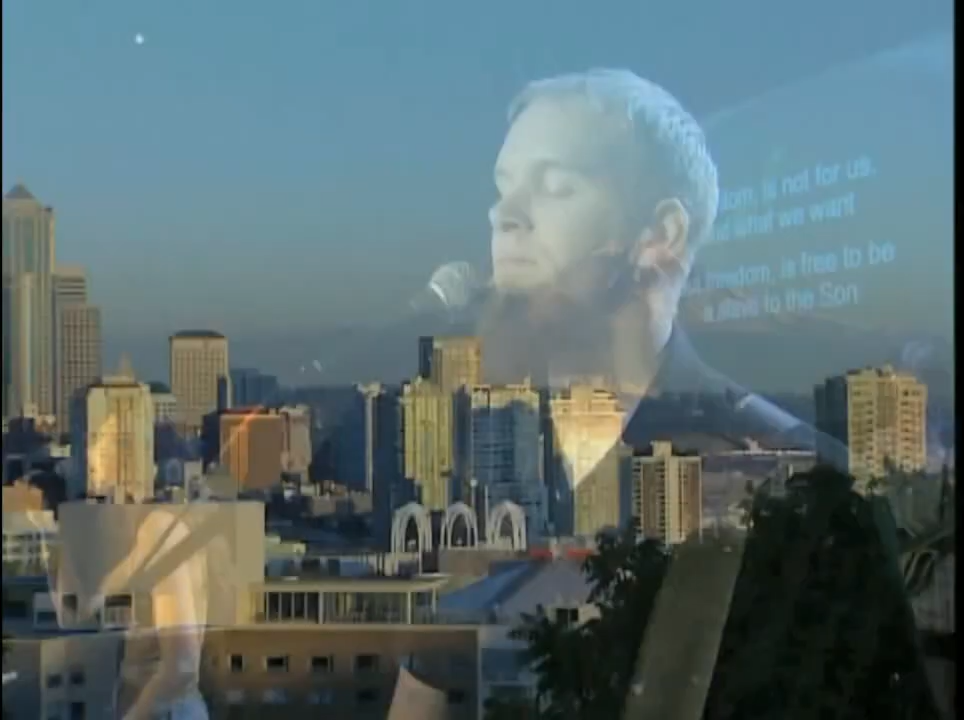 is not for us.
what we want
freedom, is free to be
a slave to the Son